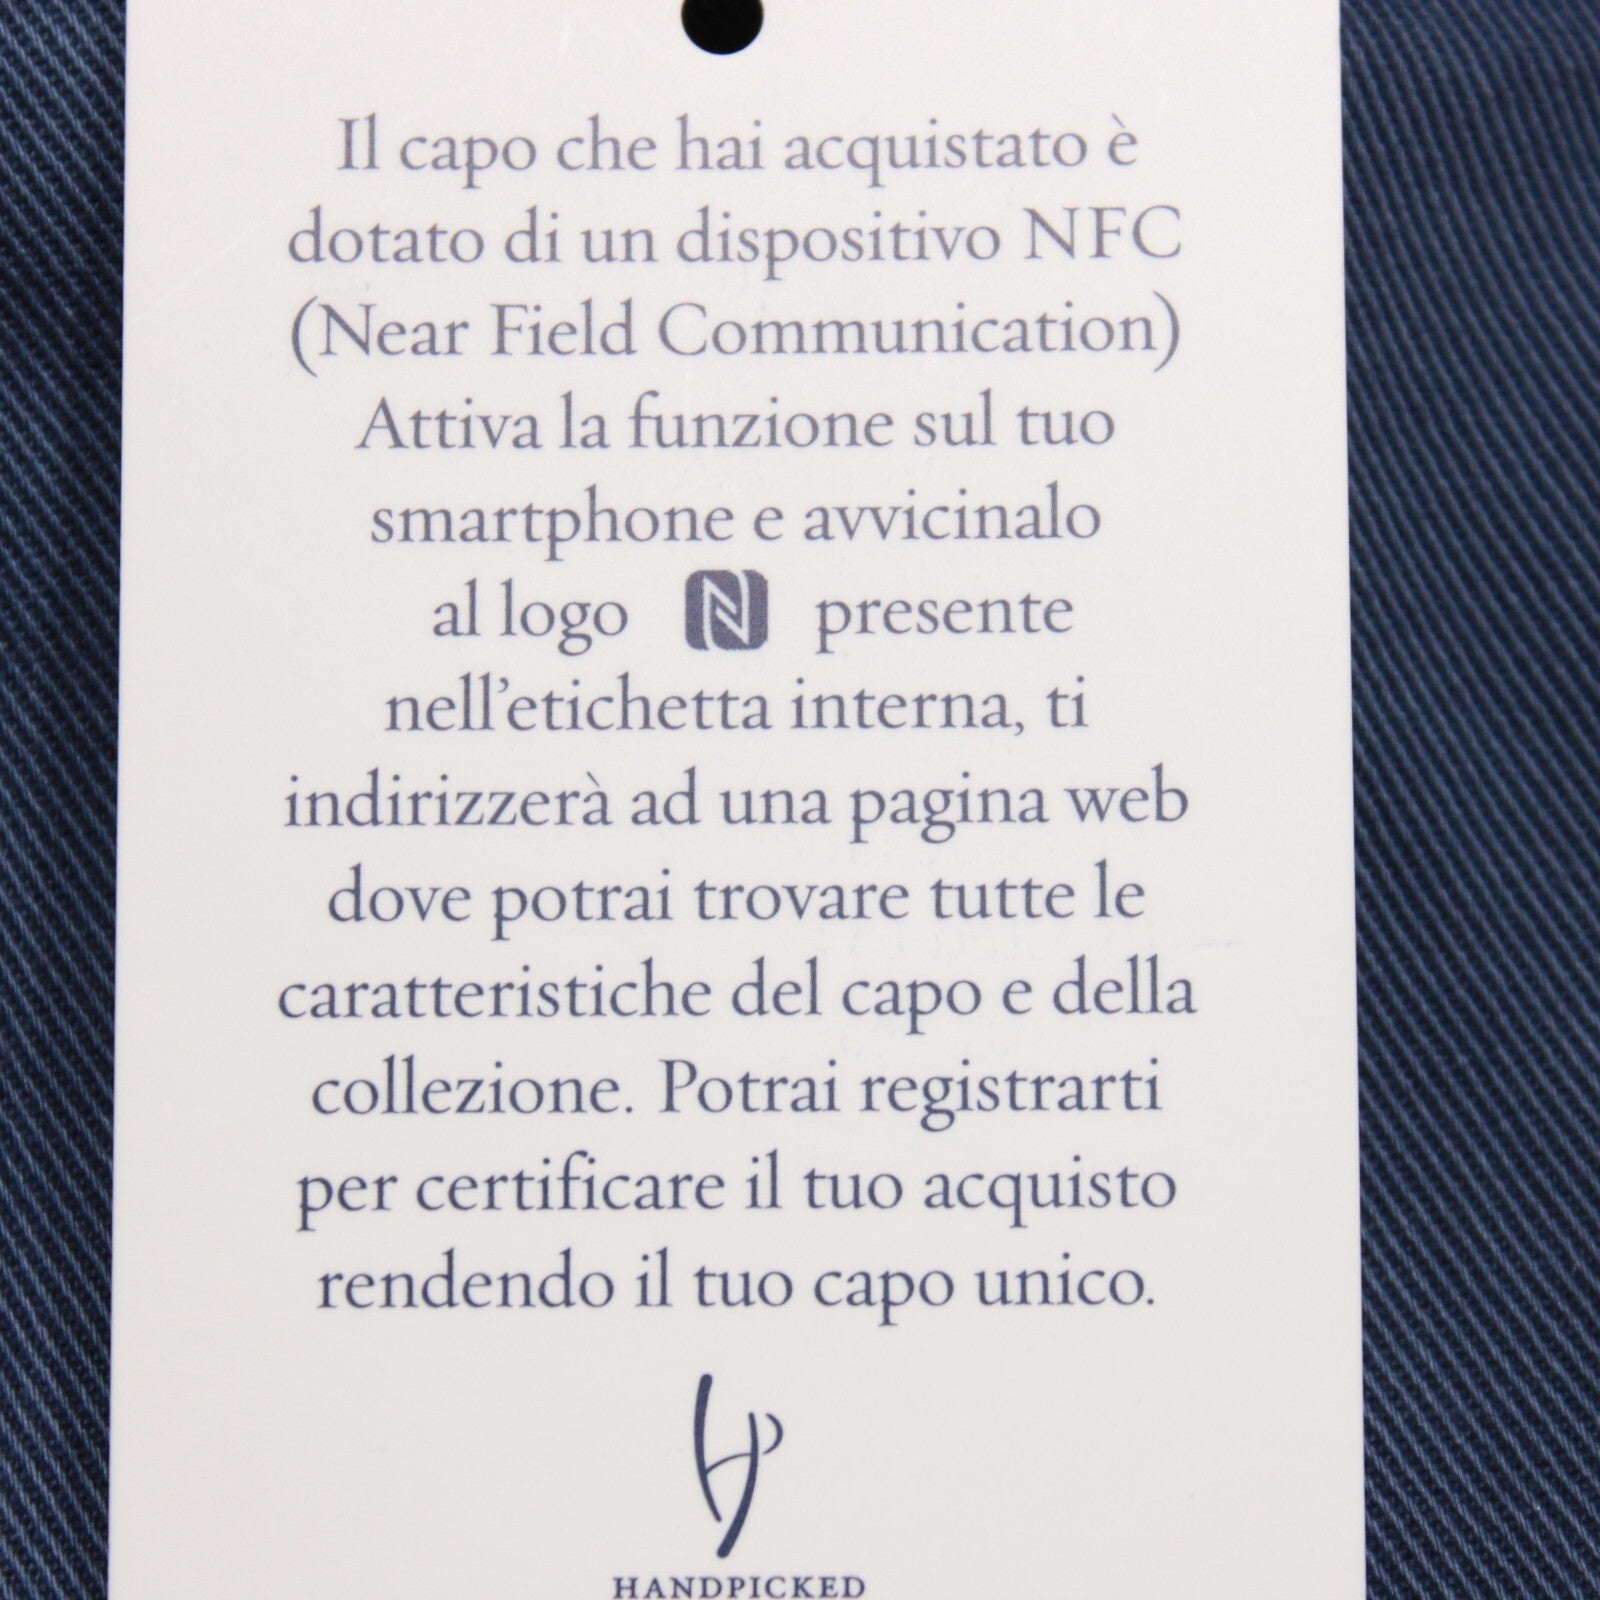 Il capo che hai acquistato è
dotato di un dispositivo NFC
(Near Field Communication)
Attiva la funzione sul tuo
smartphone e avvicinalo
al logo N presente
nell’etichetta interna, ti
indirizzerà ad una pagina web
dove potrai trovare tutte le
caratteristiche del capo e della
collezione. Potrai registrarti
per certificare il tuo acquisto
rendendo il tuo capo unico.
HP
HANDPICKED